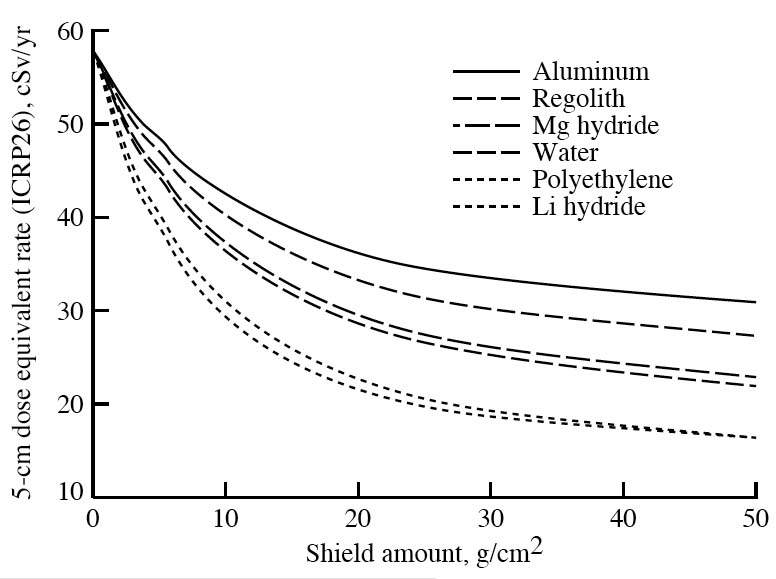 5-cm dose equivalent rate (ICRP26), cSv/yr
60
50
40
30
20
10
Aluminum
Regolith
Mg hydride
Water
Polyethylene
Li hydride
0 10 20 30 40 50
Shield amount, g/cm²